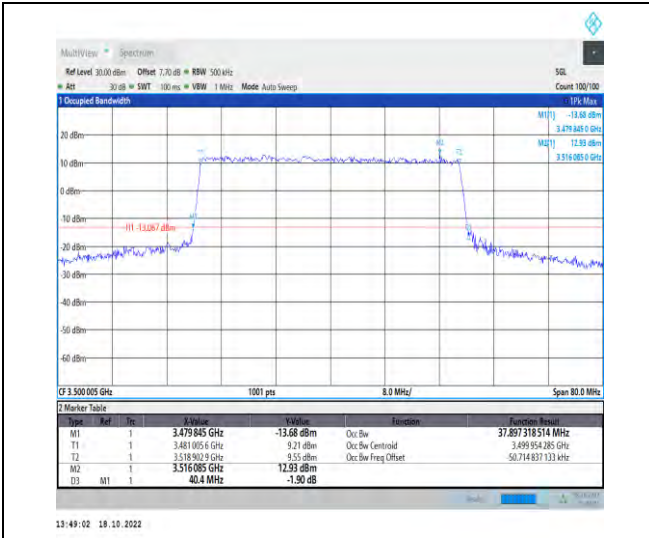 MultiView Spectrum
Ref Level 30.00 dBm Offset 7.70 dB RBW 500 kHz SGL
Att 30 dB SWT 100 ms VBW 1 MHz Mode Auto Sweep Count 100/100
1 Occupied Bandwidth 1Pk Max
M1[1] -13.68 dBm
3.479 845 0 GHz
20 dBm
M2[1] 12.93 dBm
3.516 085 0 GHz
M2
10 dBm
0 dBm
-10 dBm
H1 -13.067 dBm
-20 dBm
-30 dBm
-40 dBm
-50 dBm
-60 dBm
CF 3.500 005 GHz 1001 pts 8.0 MHz/ Span 80.0 MHz
2 Marker Table
Type Ref Trc X-Value Y-Value Function Function Result
M1 1 3.479 845 GHz -13.68 dBm Occ Bw 37.897 318 514 MHz
T1 1 3.481 005 6 GHz 9.21 dBm Occ Bw Centroid 3.499 954 285 GHz
T2 1 3.518 902 9 GHz 9.55 dBm Occ Bw Freq Offset -50.714 837 133 kHz
M2 1 3.516 085 GHz 12.93 dBm
D3 M1 1 40.4 MHz -1.90 dB
13:49:02 18.10.2022